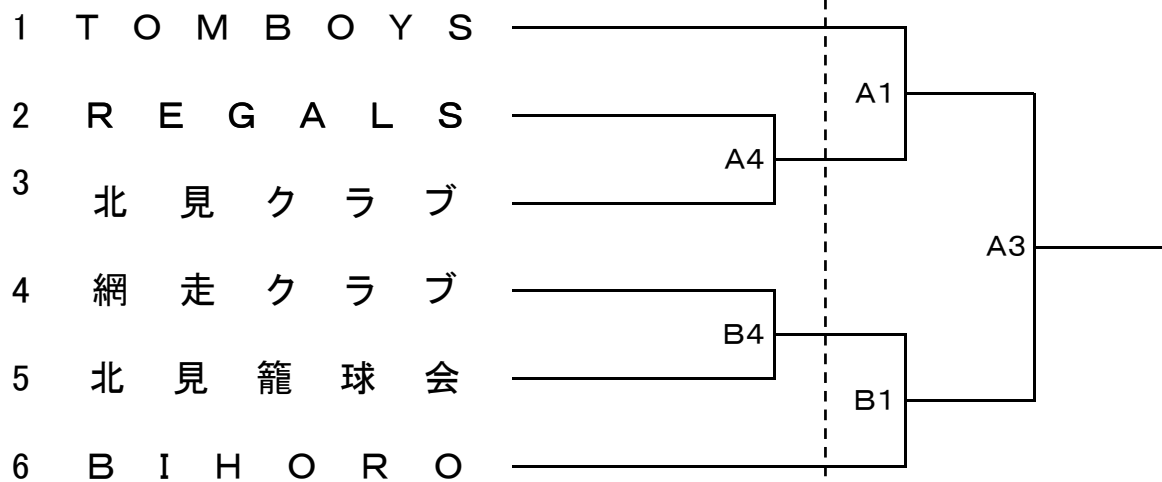 1 TOMBOYS
A1
2 REGALS
A4
3 北見クラブ
A3
4 網走クラブ
B4
5 北見籠球会
B1
6 BIHORO